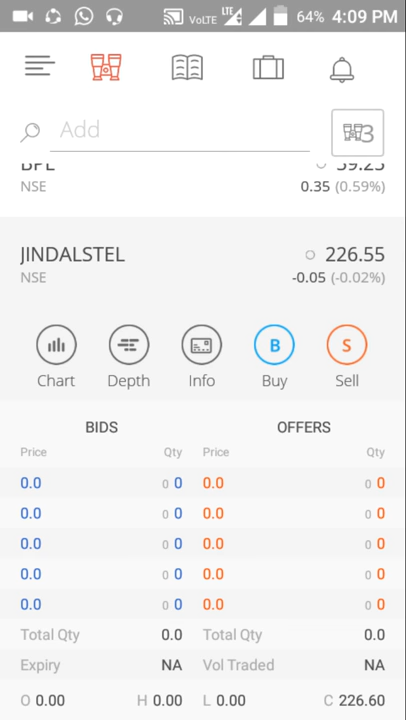 VoLTE LTE 64% 4:09 PM
Add
3
BPL 59.25
NSE 0.35 (0.59%)
JINDALSTEL 226.55
NSE -0.05 (-0.02%)
B S
Chart Depth Info Buy Sell
BIDS OFFERS
Price Qty Price Qty
0.0 0 0 0.0 0 0
0.0 0 0 0.0 0 0
0.0 0 0 0.0 0 0
0.0 0 0 0.0 0 0
0.0 0 0 0.0 0 0
Total Qty 0.0 Total Qty 0.0
Expiry NA Vol Traded NA
O 0.00 H 0.00 L 0.00 C 226.60